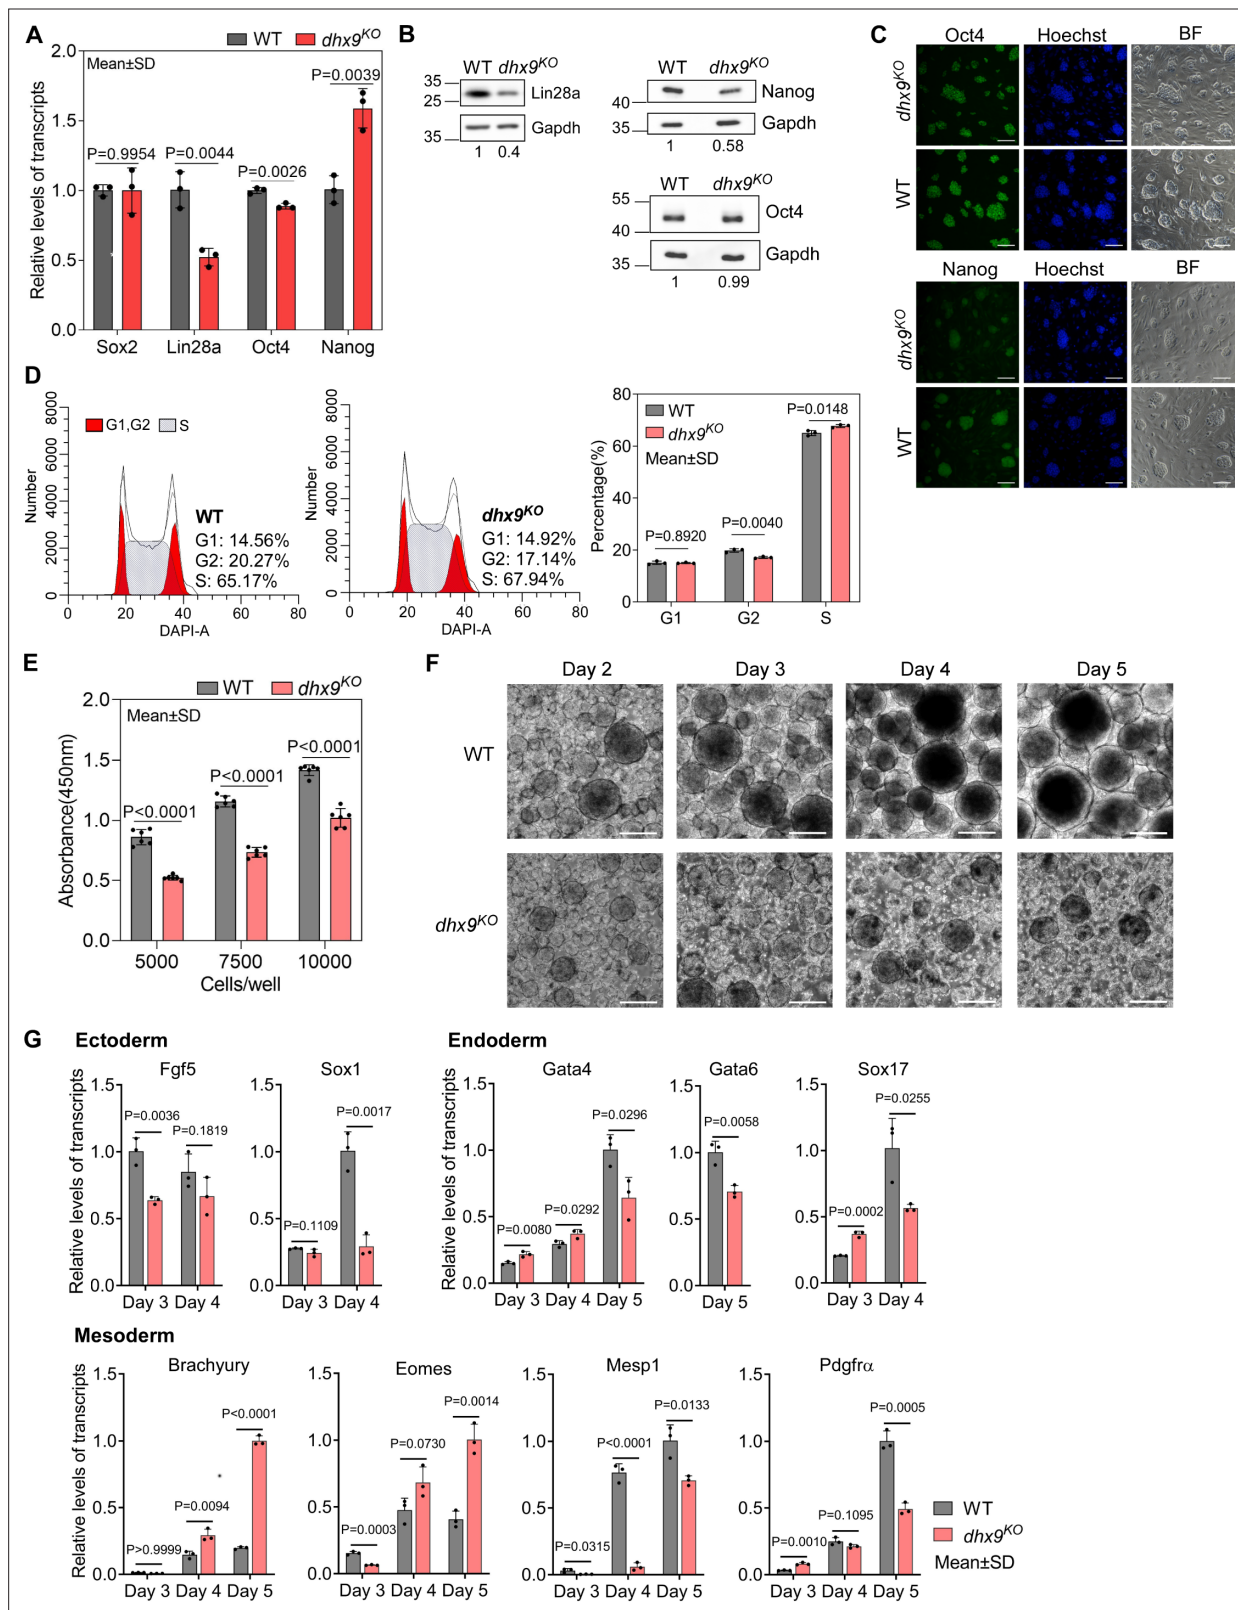 A
WT dhx9KO
Mean±SD
Relative levels of transcripts
2.0
1.5
1.0
0.5
0.0
P=0.9954
P=0.0044
P=0.0026
P=0.0039
Sox2 Lin28a Oct4 Nanog
B
WT dhx9KO
35
25
Lin28a
35
Gapdh
1 0.4
WT dhx9KO
40
Nanog
35
Gapdh
1 0.58
WT dhx9KO
55
40
Oct4
35
Gapdh
1 0.99
C
Oct4 Hoechst BF
dhx9KO
WT
Nanog Hoechst BF
dhx9KO
WT
D
8000
6000
4000
2000
0
Number
G1,G2 S
WT
G1: 14.56%
G2: 20.27%
S: 65.17%
0 20 40 60 80
DAPI-A
8000
6000
4000
2000
0
Number
dhx9KO
G1: 14.92%
G2: 17.14%
S: 67.94%
0 20 40 60 80
DAPI-A
80
60
40
20
0
Percentage(%)
WT
dhx9KO
Mean±SD
P=0.8920
P=0.0040
P=0.0148
G1 G2 S
E
WT dhx9KO
Mean±SD
Absorbance(450nm)
2.0
1.5
1.0
0.5
0.0
P<0.0001
P<0.0001
P<0.0001
5000 7500 10000
Cells/well
F
Day 2 Day 3 Day 4 Day 5
WT
dhx9KO
G
Ectoderm
Relative levels of transcripts
Fgf5
1.5
1.0
0.5
0.0
P=0.0036
P=0.1819
Day 3 Day 4
Sox1
1.5
1.0
0.5
0.0
P=0.1109
P=0.0017
Day 3 Day 4
Endoderm
Relative levels of transcripts
Gata4
1.5
1.0
0.5
0.0
P=0.0080
P=0.0292
P=0.0296
Day 3 Day 4 Day 5
Gata6
1.5
1.0
0.5
0.0
P=0.0058
Day 5
Sox17
1.5
1.0
0.5
0.0
P=0.0002
P=0.0255
Day 3 Day 4
Mesoderm
Relative levels of transcripts
Brachyury
1.5
1.0
0.5
0.0
P>0.9999
P=0.0094
*
P<0.0001
Day 3 Day 4 Day 5
Eomes
1.5
1.0
0.5
0.0
P=0.0003
P=0.0730
P=0.0014
Day 3 Day 4 Day 5
Mesp1
1.5
1.0
0.5
0.0
P=0.0315
P<0.0001
P=0.0133
Day 3 Day 4 Day 5
Pdgfrα
1.5
1.0
0.5
0.0
P=0.0010
P=0.1095
P=0.0005
Day 3 Day 4 Day 5
WT
dhx9KO
Mean±SD